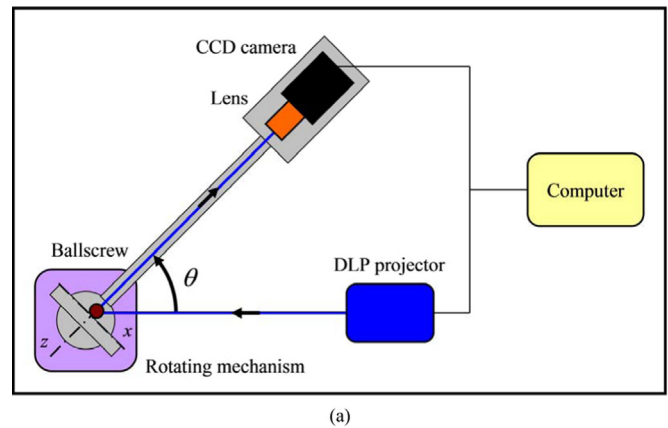 CCD camera
Lens
Computer
Ballscrew
θ
DLP projector
z
x
Rotating mechanism
(a)